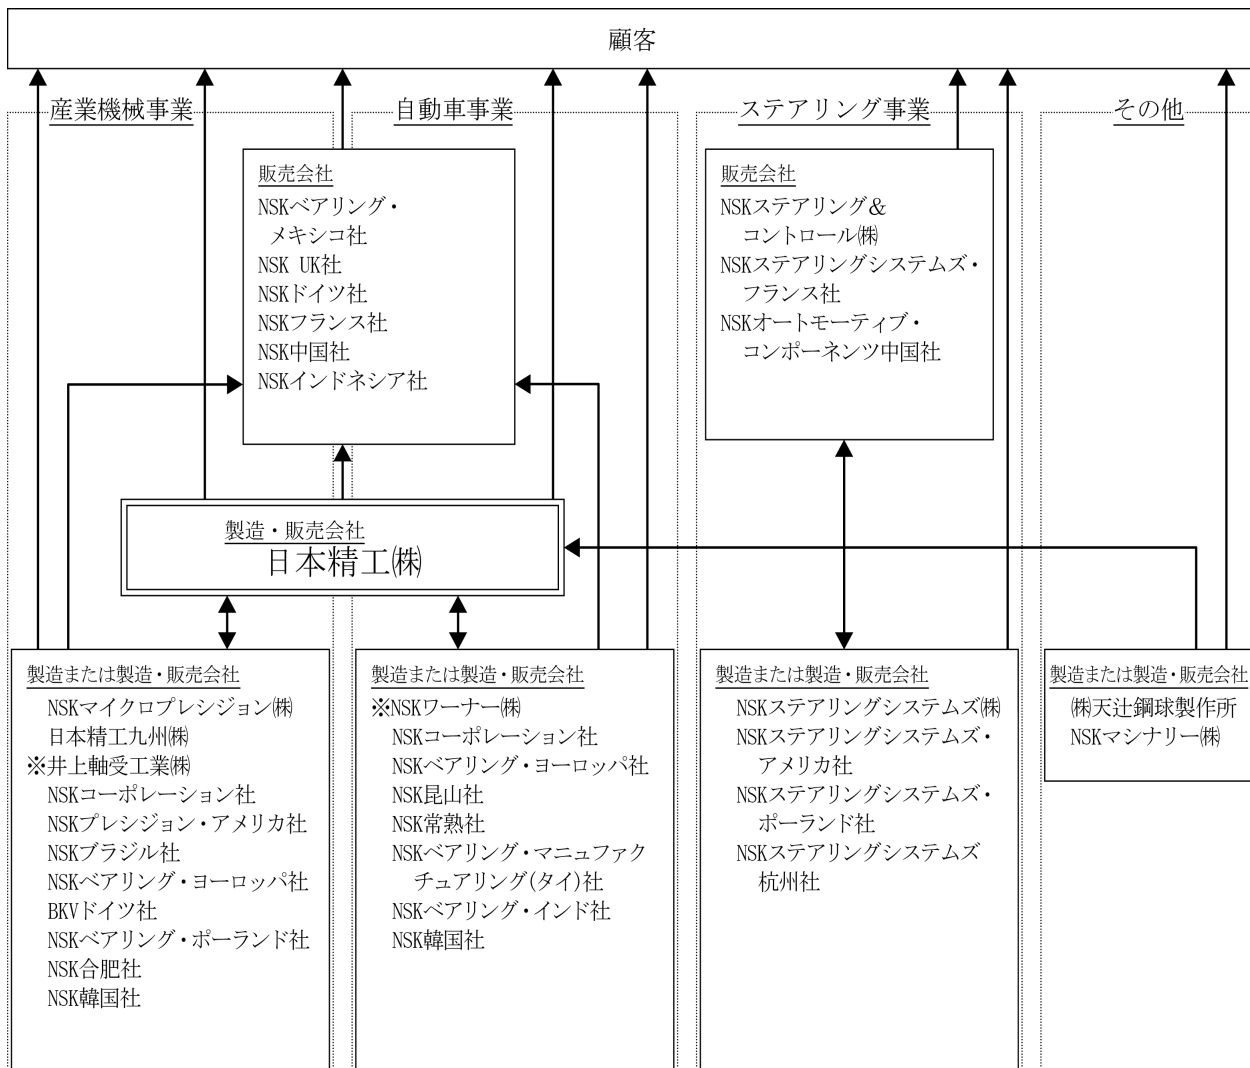 顧客
産業機械事業
自動車事業
ステアリング事業
その他
販売会社
NSKベアリング・
メキシコ社
NSK UK社
NSKドイツ社
NSKフランス社
NSK中国社
NSKインドネシア社
販売会社
NSKステアリング&
コントロール㈱
NSKステアリングシステムズ・
フランス社
NSKオートモーティブ・
コンポーネンツ中国社
製造・販売会社
日本精工㈱
製造または製造・販売会社
NSKマイクロプレシジョン㈱
日本精工九州㈱
※井上軸受工業㈱
NSKコーポレーション社
NSKプレシジョン・アメリカ社
NSKブラジル社
NSKベアリング・ヨーロッパ社
BKVドイツ社
NSKベアリング・ポーランド社
NSK合肥社
NSK韓国社
製造または製造・販売会社
※NSKワーナー㈱
NSKコーポレーション社
NSKベアリング・ヨーロッパ社
NSK昆山社
NSK常熟社
NSKベアリング・マニュファク
チュアリング(タイ)社
NSKベアリング・インド社
NSK韓国社
製造または製造・販売会社
NSKステアリングシステムズ㈱
NSKステアリングシステムズ・
アメリカ社
NSKステアリングシステムズ・
ポーランド社
NSKステアリングシステムズ
杭州社
製造または製造・販売会社
㈱天辻鋼球製作所
NSKマシナリー㈱